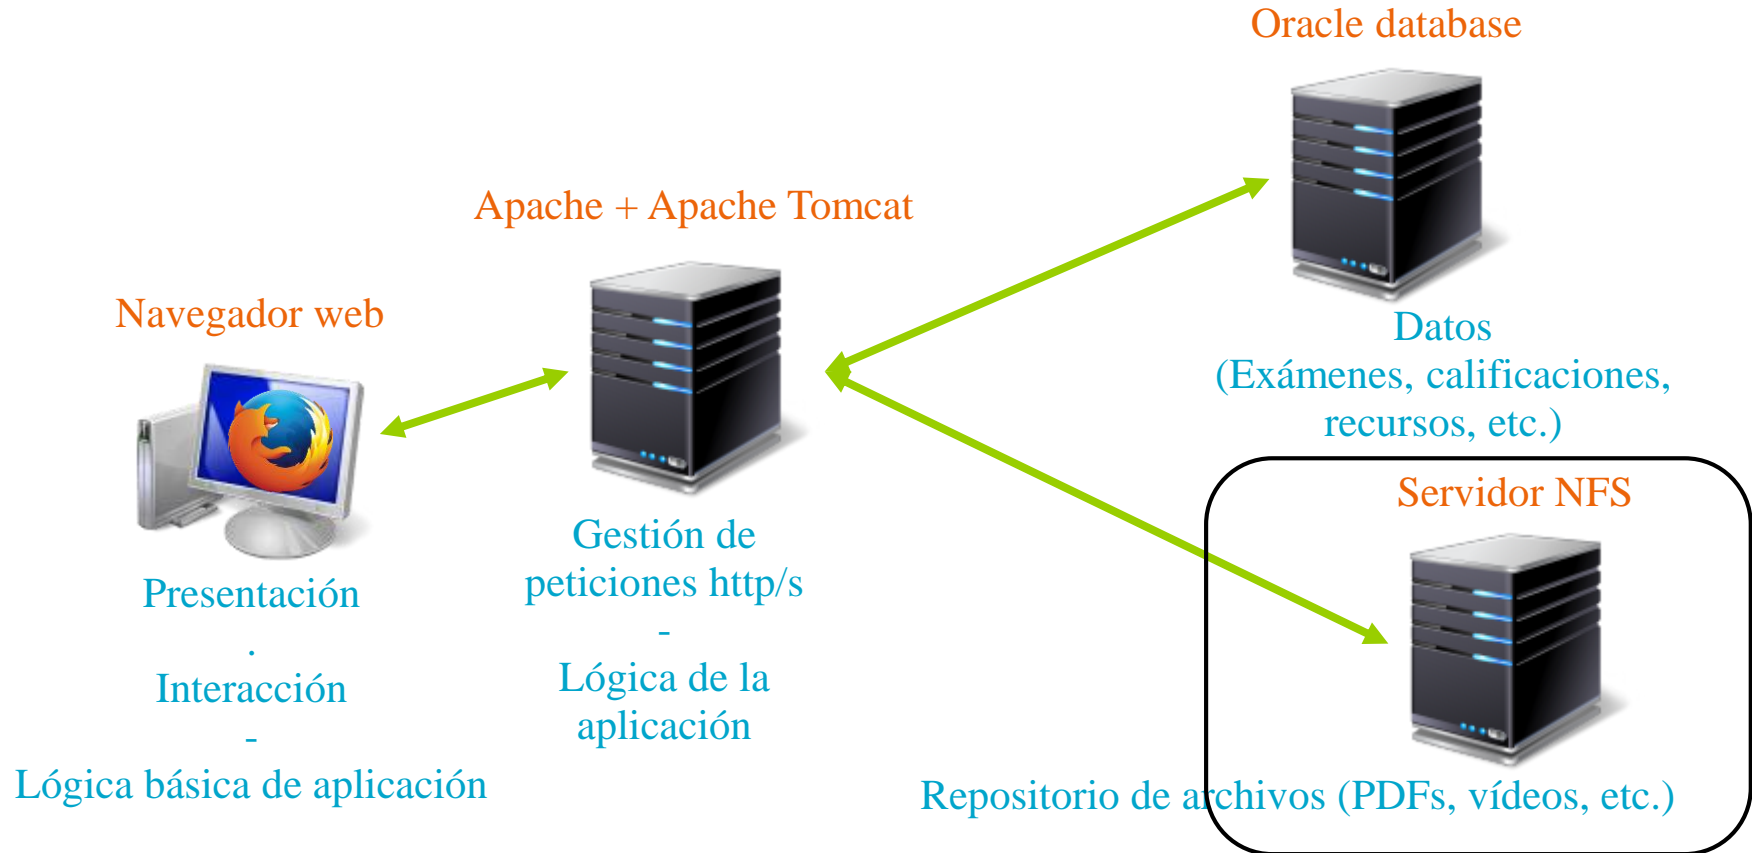 Oracle database
Apache + Apache Tomcat
Navegador web
Datos
(Exámenes, calificaciones,
recursos, etc.)
Servidor NFS
Gestión de
peticiones http/s
-
Lógica de la
aplicación
Presentación
.
Interacción
-
Lógica básica de aplicación
Repositorio de archivos (PDFs, vídeos, etc.)